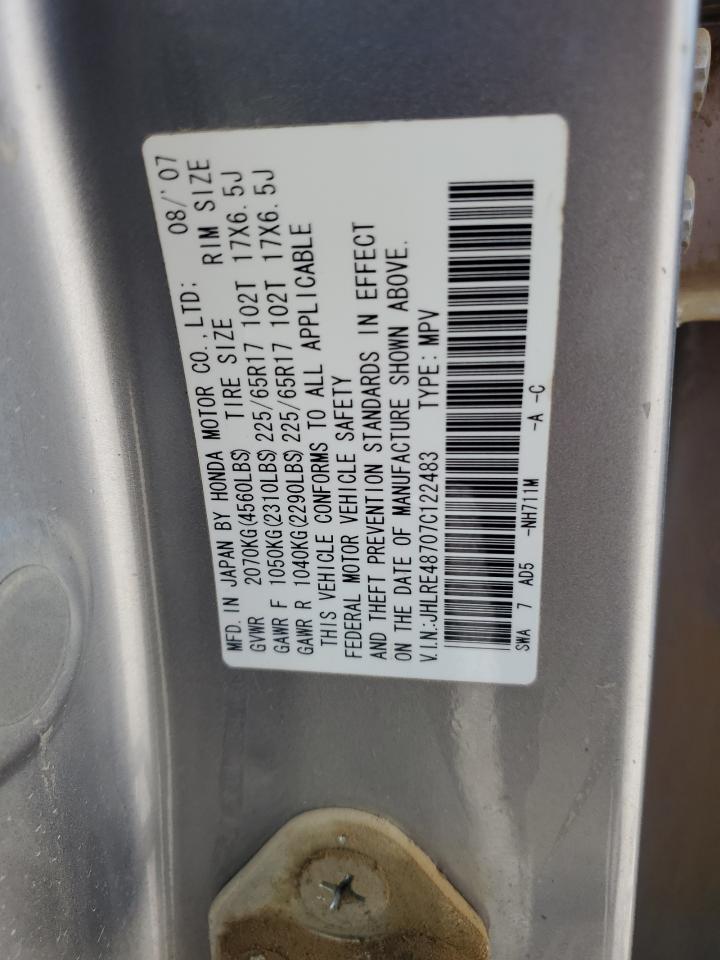 MFD. IN JAPAN BY HONDA MOTOR CO., LTD: 08/'07
GVWR 2070KG(4560LBS) TIRE SIZE RIM SIZE
GAWR F 1050KG(2310LBS) 225/65R17 102T 17X6. 5J
GAWR R 1040KG(2290LBS) 225/65R17 102T 17X6. 5J
THIS VEHICLE CONFORMS TO ALL APPLICABLE
FEDERAL MOTOR VEHICLE SAFETY
AND THEFT PREVENTION STANDARDS IN EFFECT
ON THE DATE OF MANUFACTURE SHOWN ABOVE.
V.I.N.:JHLRE48707C122483 TYPE: MPV
SWA 7 AD5 -NH711M -A -C